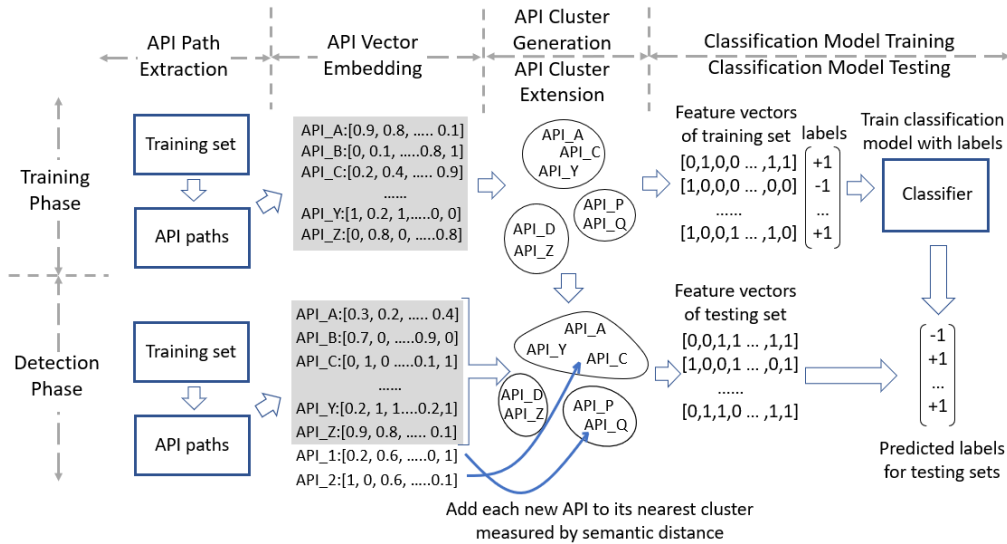 API Path
Extraction
API Vector
Embedding
API Cluster
Generation
API Cluster
Extension
Classification Model Training
Classification Model Testing
Training
Phase
Training set
API paths
API_A:[0.9, 0.8, ..... 0.1]
API_B:[0, 0.1, .....0.8, 1]
API_C:[0.2, 0.4, ..... 0.9]
......
API_Y:[1, 0.2, 1,.....0, 0]
API_Z:[0, 0.8, 0, .....0.8]
API_A
API_C
API_Y
API_P
API_Q
API_D
API_Z
Feature vectors
of training set
labels
[0,1,0,0 ... ,1,1]
[1,0,0,0 ... ,0,0]
......
[1,0,0,1 ... ,1,0]
+1
-1
...
+1
Train classification
model with labels
Classifier
Detection
Phase
Training set
API paths
API_A:[0.3, 0.2, ..... 0.4]
API_B:[0.7, 0, .....0.9, 0]
API_C:[0, 1, 0 .....0.1, 1]
......
API_Y:[0.2, 1, 1....0.2,1]
API_Z:[0.9, 0.8, ..... 0.1]
API_1:[0.2, 0.6, .....0, 1]
API_2:[1, 0, 0.6, .....0.1]
API_A
API_Y
API_C
API_D
API_Z
API_P
API_Q
Add each new API to its nearest cluster
measured by semantic distance
Feature vectors
of testing set
[0,0,1,1 ... ,1,1]
[1,0,0,1 ... ,0,1]
......
[0,1,1,0 ... ,1,1]
-1
+1
...
+1
Predicted labels
for testing sets